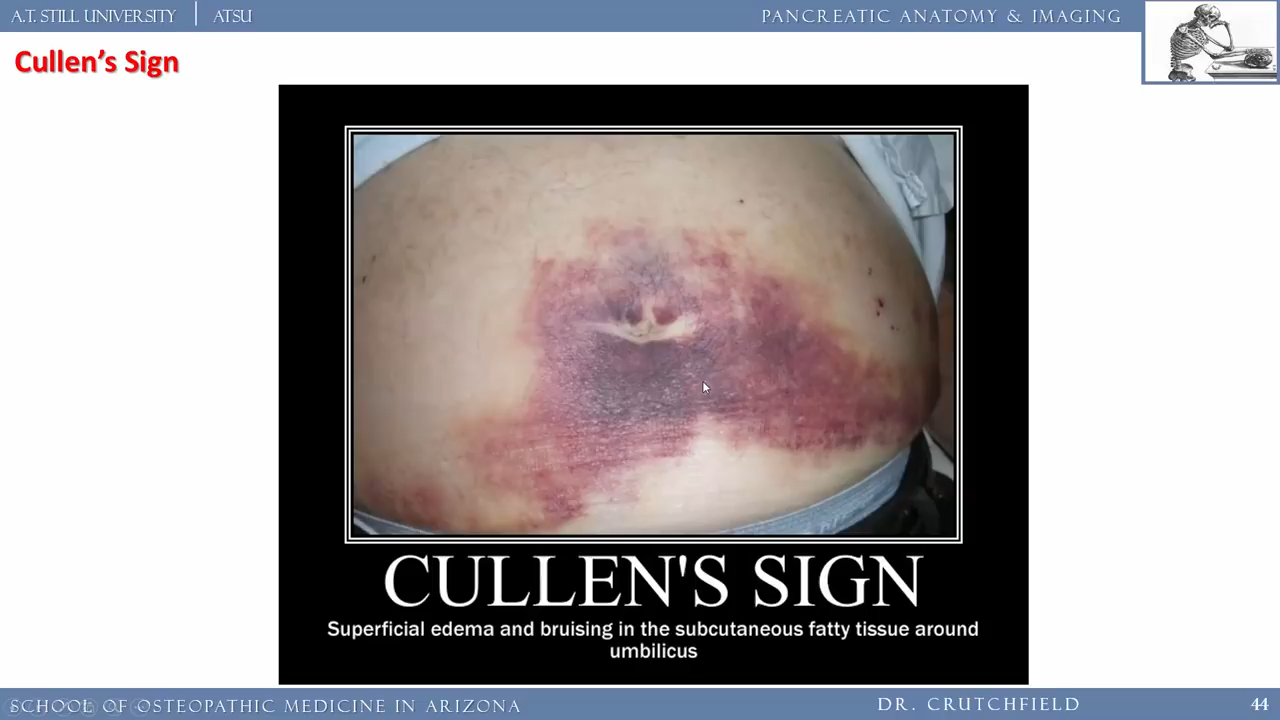 A.T. STILL UNIVERSITY | ATSU
PANCREATIC ANATOMY & IMAGING
Cullen's Sign
CULLEN'S SIGN
Superficial edema and bruising in the subcutaneous fatty tissue around
umbilicus
SCHOOL OF OSTEOPATHIC MEDICINE IN ARIZONA
DR. CRUTCHFIELD
44